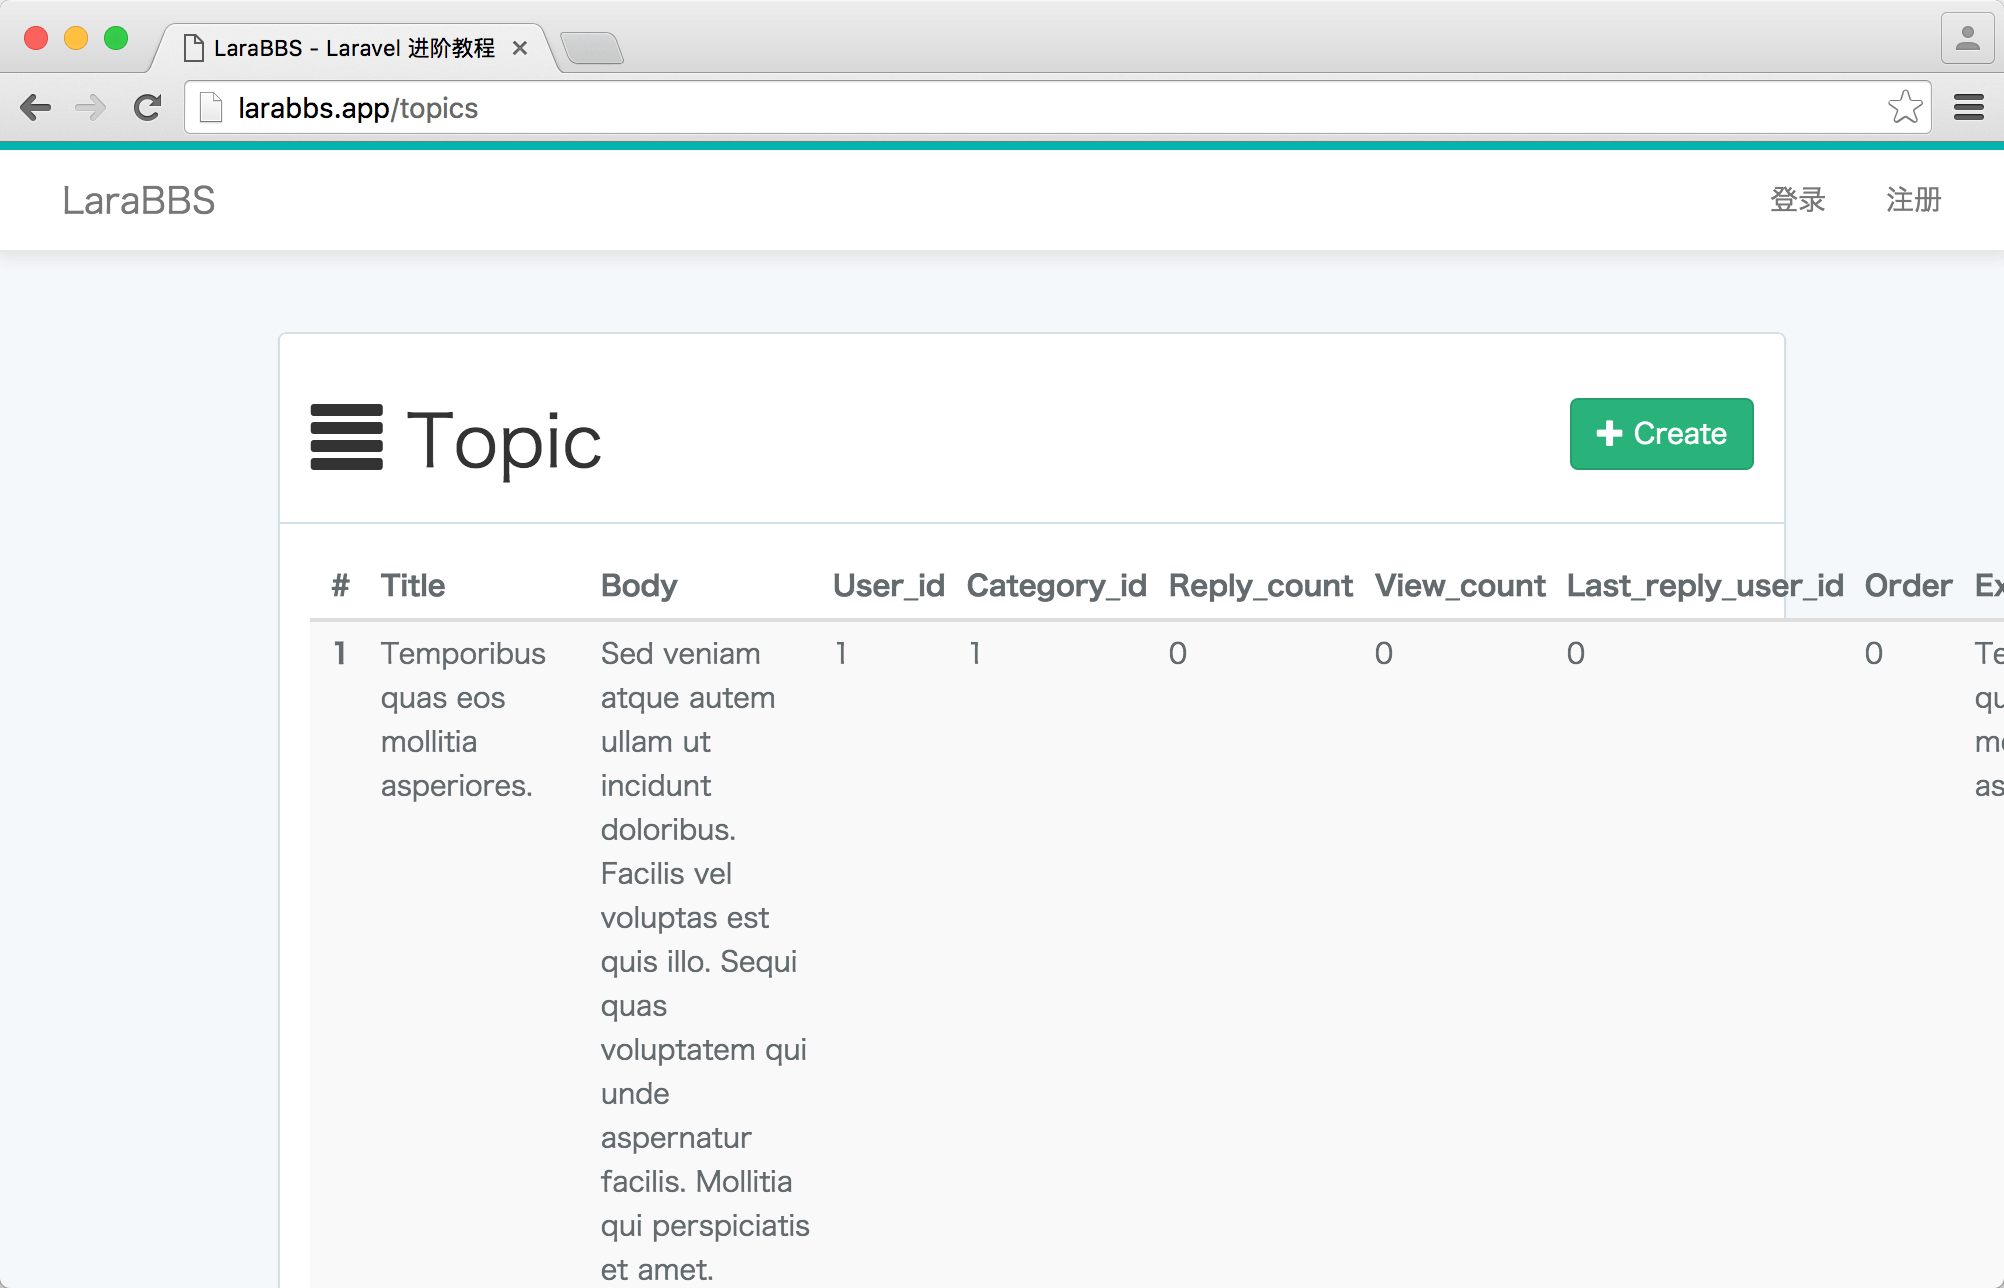 LaraBBS - Laravel 进阶教程
larabbs.app/topics
LaraBBS
登录
注册
Topic
Create
# Title Body User_id Category_id Reply_count View_count Last_reply_user_id Order Ex
1 Temporibus Sed veniam 1 1 0 0 0 0 Te
quas eos atque autem qu
mollitia ullam ut mo
asperiores. incidunt as
doloribus.
Facilis vel
voluptas est
quis illo. Sequi
quas
voluptatem qui
unde
aspernatur
facilis. Mollitia
qui perspiciatis
et amet.